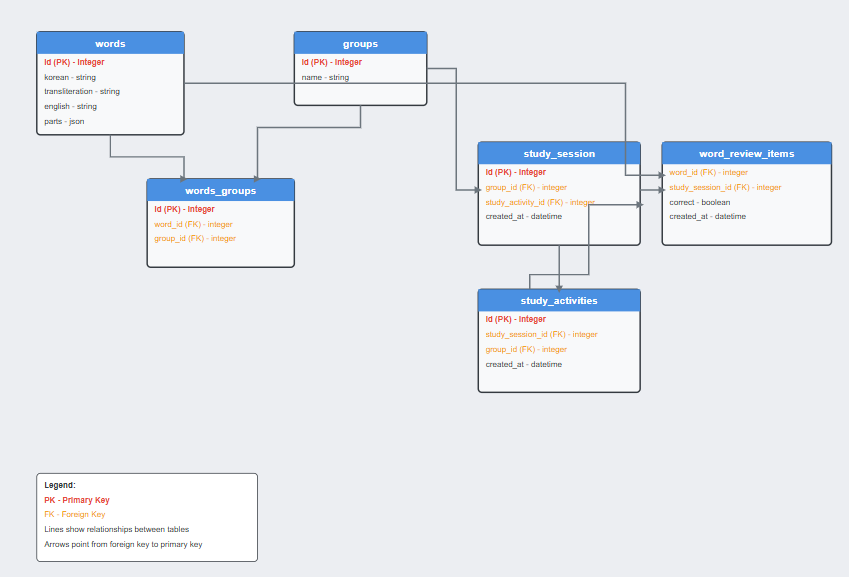 words
id (PK) - integer
korean - string
transliteration - string
english - string
parts - json
groups
id (PK) - integer
name - string
words_groups
id (PK) - integer
word_id (FK) - integer
group_id (FK) - integer
study_session
id (PK) - integer
group_id (FK) - integer
study_activity_id (FK) - integer
created_at - datetime
word_review_items
word_id (FK) - integer
study_session_id (FK) - integer
correct - boolean
created_at - datetime
study_activities
id (PK) - integer
study_session_id (FK) - integer
group_id (FK) - integer
created_at - datetime
Legend:
PK - Primary Key
FK - Foreign Key
Lines show relationships between tables
Arrows point from foreign key to primary key